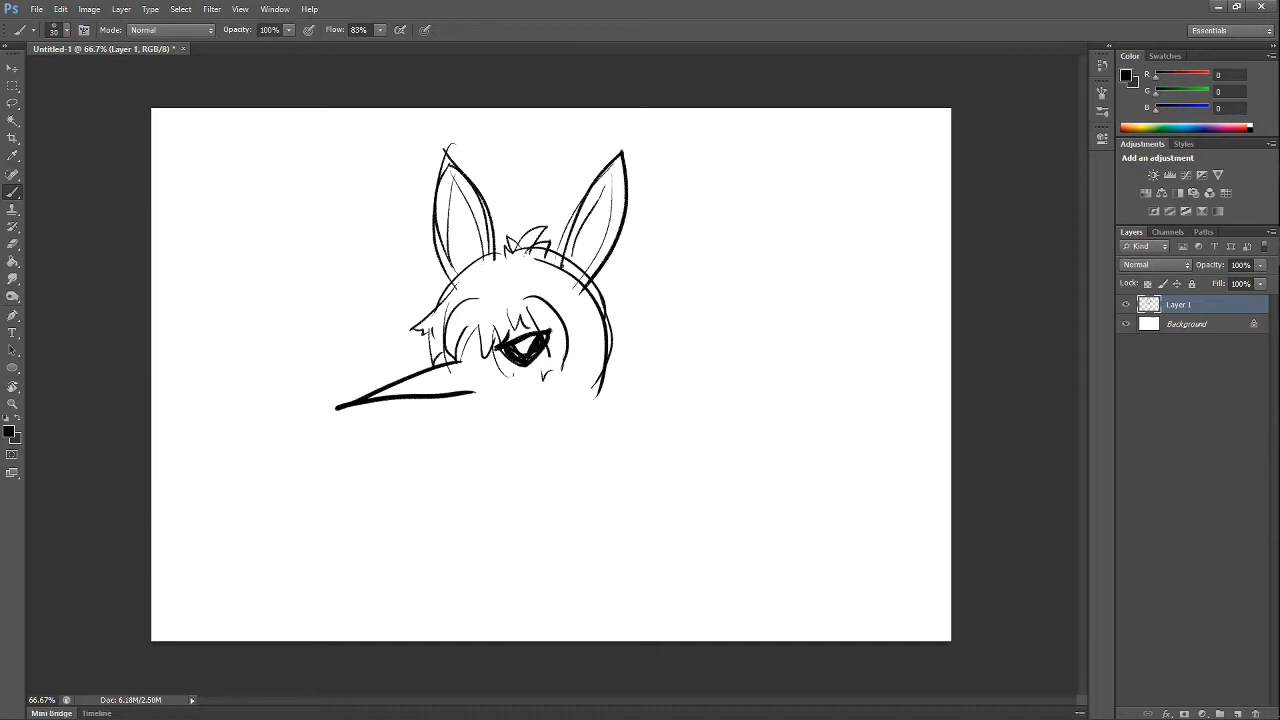 Ps File Edit Image Layer Type Select Filter View Window Help
30 Mode: Normal Opacity: 100% Flow: 83% Essentials
Untitled-1 @ 66.7% (Layer 1, RGB/8) * ×
Color Swatches
R 0
G 0
B 0
Adjustments Styles
Add an adjustment
Layers Channels Paths
Kind
Normal Opacity: 100%
Lock: Fill: 100%
Layer 1
Background
66.67% Doc: 6.18M/2.50M
Mini Bridge Timeline